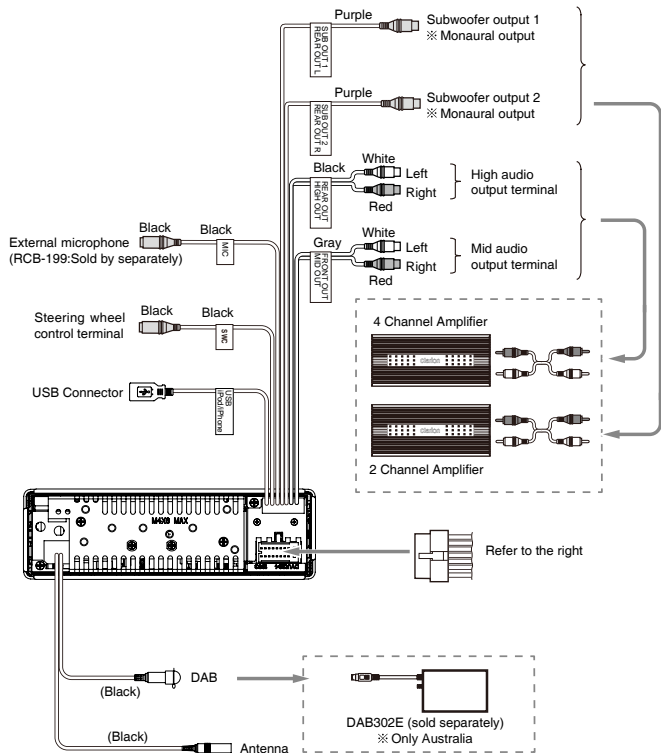 Purple
Subwoofer output 1
※ Monaural output
SUB OUT 1
REAR OUT L
Purple
Subwoofer output 2
※ Monaural output
SUB OUT 2
REAR OUT R
White
Black
Left
Right
Red
High audio
output terminal
REAR OUT
HIGH OUT
White
Gray
Left
Right
Red
Mid audio
output terminal
FRONT OUT
MID OUT
Black
Black
External microphone
(RCB-199:Sold by separately)
MIC
Black
Black
Steering wheel
control terminal
SWC
USB Connector
USB
iPod/iPhone
4 Channel Amplifier
clarion
clarion
2 Channel Amplifier
M4X8 MAX
Refer to the right
DAB
(Black)
DAB302E (sold separately)
※ Only Australia
(Black)
Antenna